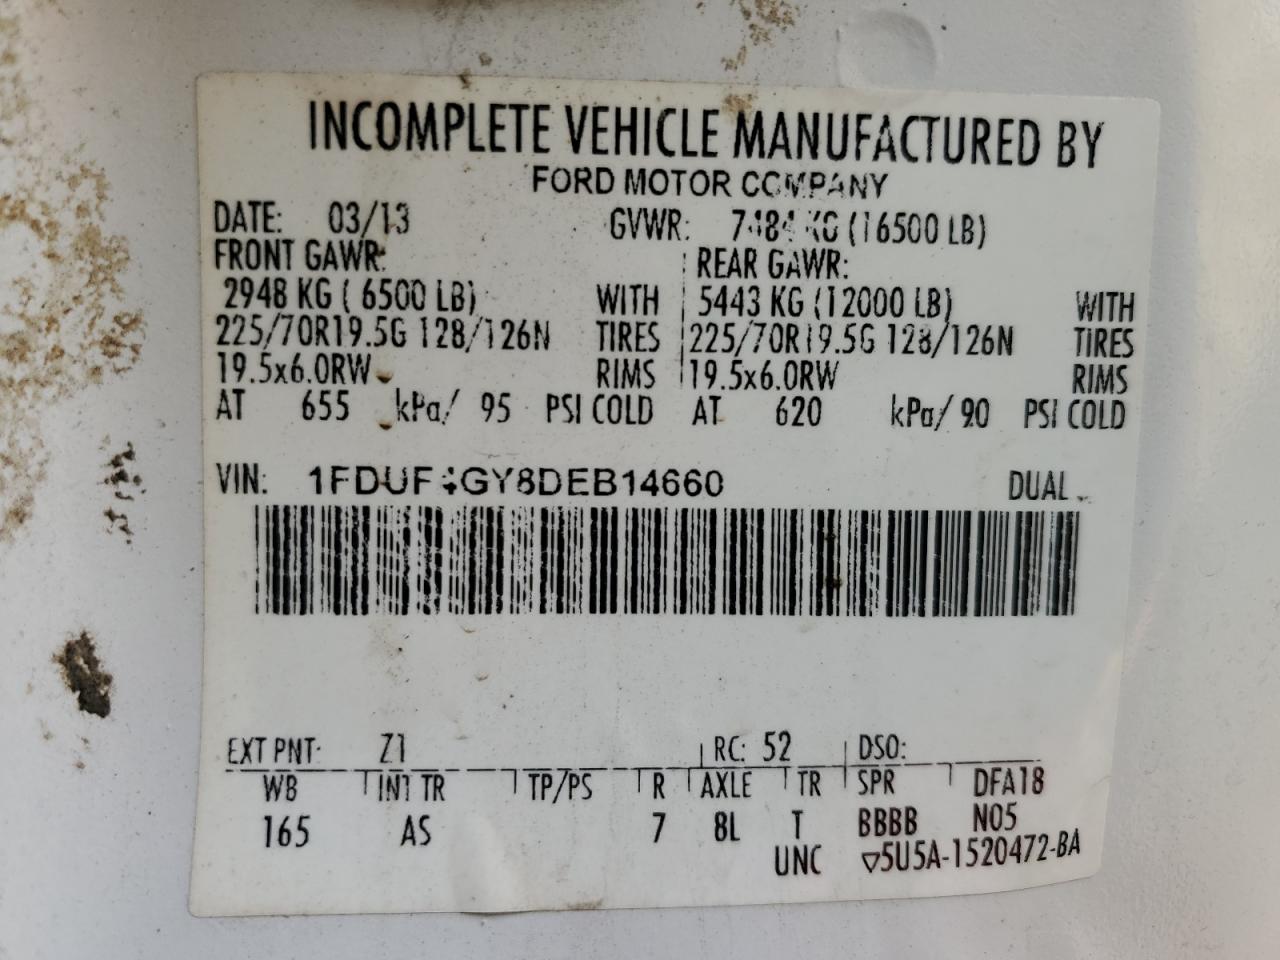 INCOMPLETE VEHICLE MANUFACTURED BY
FORD MOTOR COMPANY
DATE: 03/13 GVWR: 7484 KG (16500 LB)
FRONT GAWR: REAR GAWR:
2948 KG ( 6500 LB) WITH 5443 KG (12000 LB) WITH
225/70R19.5G 128/126N TIRES 225/70R19.5G 128/126N TIRES
19.5x6.0RW RIMS 19.5x6.0RW RIMS
AT 655 kPa/ 95 PSI COLD AT 620 kPa/ 90 PSI COLD
VIN: 1FDUF4GY8DEB14660 DUAL
EXT PNT: Z1 RC: 52 DSO:
WB INT TR TP/PS R AXLE TR SPR DFA18
165 AS 7 8L T BBBB N05
UNC ▽5U5A-1520472-BA